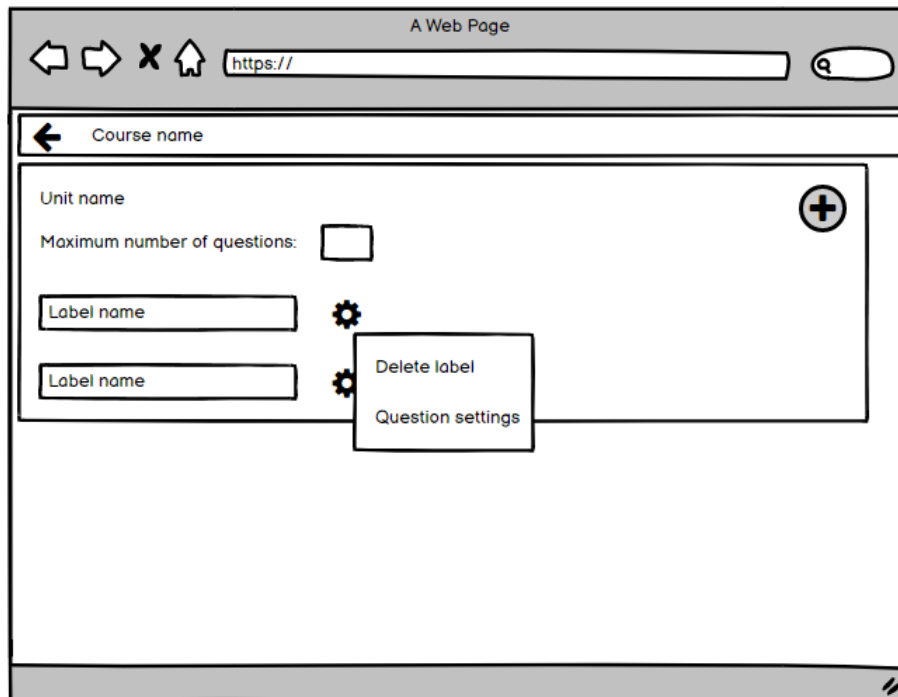 A Web Page
https://
Course name
Unit name
Maximum number of questions:
Label name
Label name
Delete label
Question settings